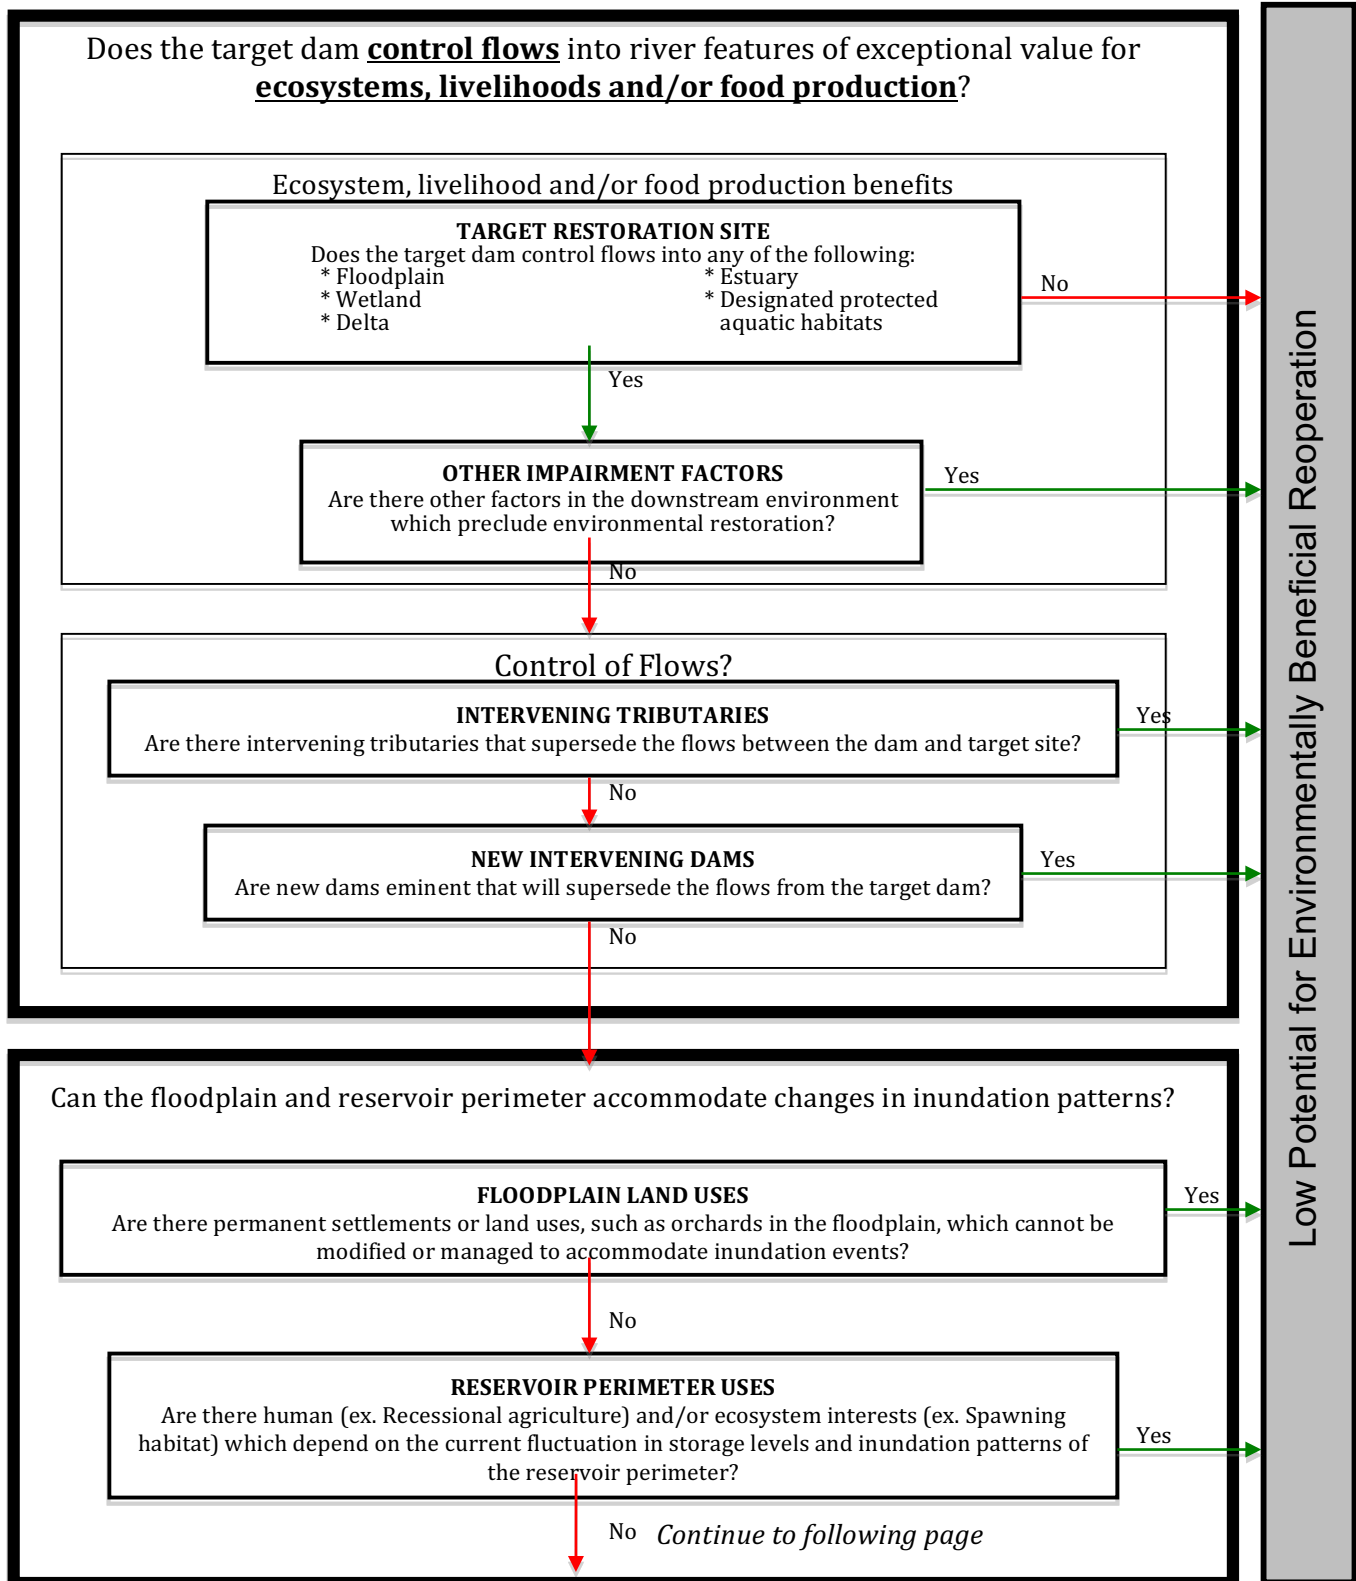 Does the target dam control flows into river features of exceptional value for
ecosystems, livelihoods and/or food production?
Ecosystem, livelihood and/or food production benefits
TARGET RESTORATION SITE
Does the target dam control flows into any of the following:
* Floodplain
* Wetland
* Delta
* Estuary
* Designated protected
aquatic habitats
No
Yes
OTHER IMPAIRMENT FACTORS
Are there other factors in the downstream environment
which preclude environmental restoration?
Yes
No
Control of Flows?
INTERVENING TRIBUTARIES
Are there intervening tributaries that supersede the flows between the dam and target site?
Yes
No
NEW INTERVENING DAMS
Are new dams eminent that will supersede the flows from the target dam?
Yes
No
Can the floodplain and reservoir perimeter accommodate changes in inundation patterns?
FLOODPLAIN LAND USES
Are there permanent settlements or land uses, such as orchards in the floodplain, which cannot be
modified or managed to accommodate inundation events?
Yes
No
RESERVOIR PERIMETER USES
Are there human (ex. Recessional agriculture) and/or ecosystem interests (ex. Spawning
habitat) which depend on the current fluctuation in storage levels and inundation patterns of
the reservoir perimeter?
Yes
No Continue to following page
Low Potential for Environmentally Beneficial Reoperation